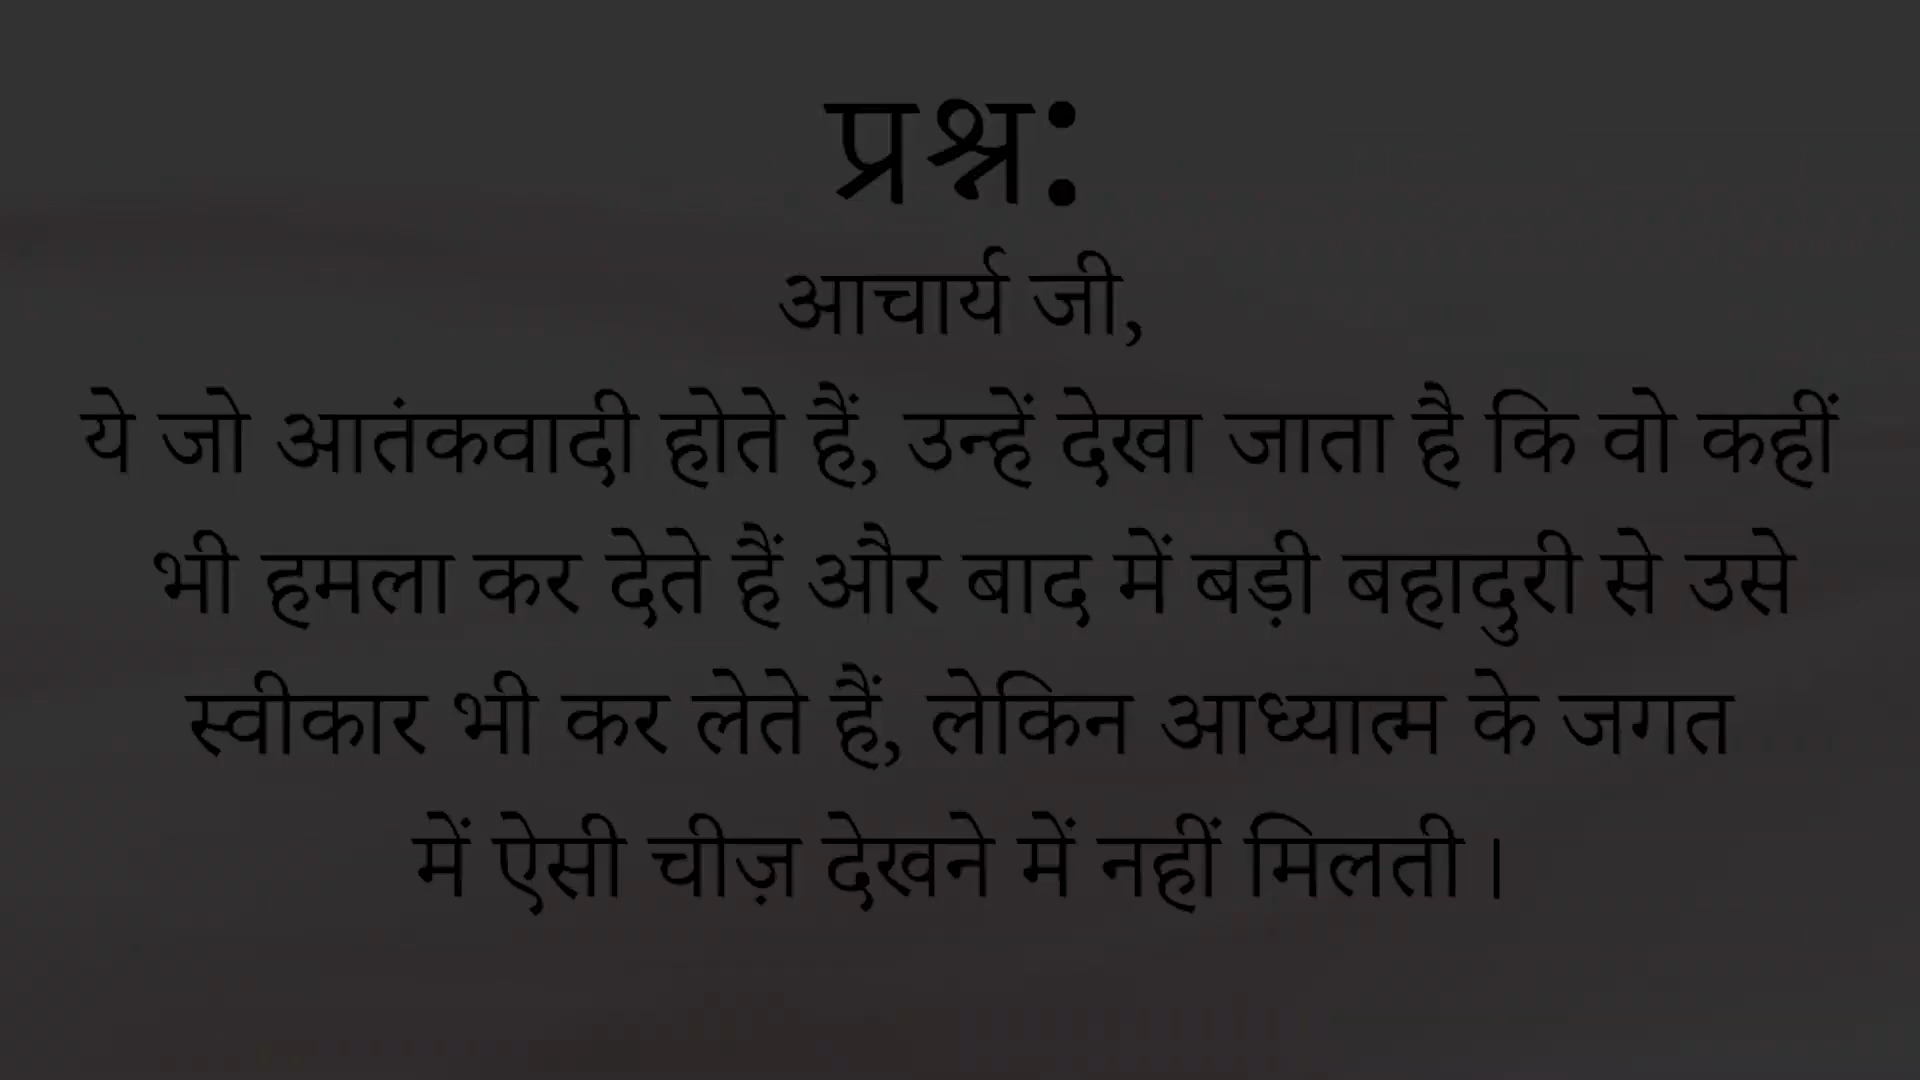 प्रश्न:
आचार्य जी,
ये जो आतंकवादी होते हैं, उन्हें देखा जाता है कि वो कहीं
भी हमला कर देते हैं और बाद में बड़ी बहादुरी से उसे
स्वीकार भी कर लेते हैं, लेकिन आध्यात्म के जगत
में ऐसी चीज़ देखने में नहीं मिलती।